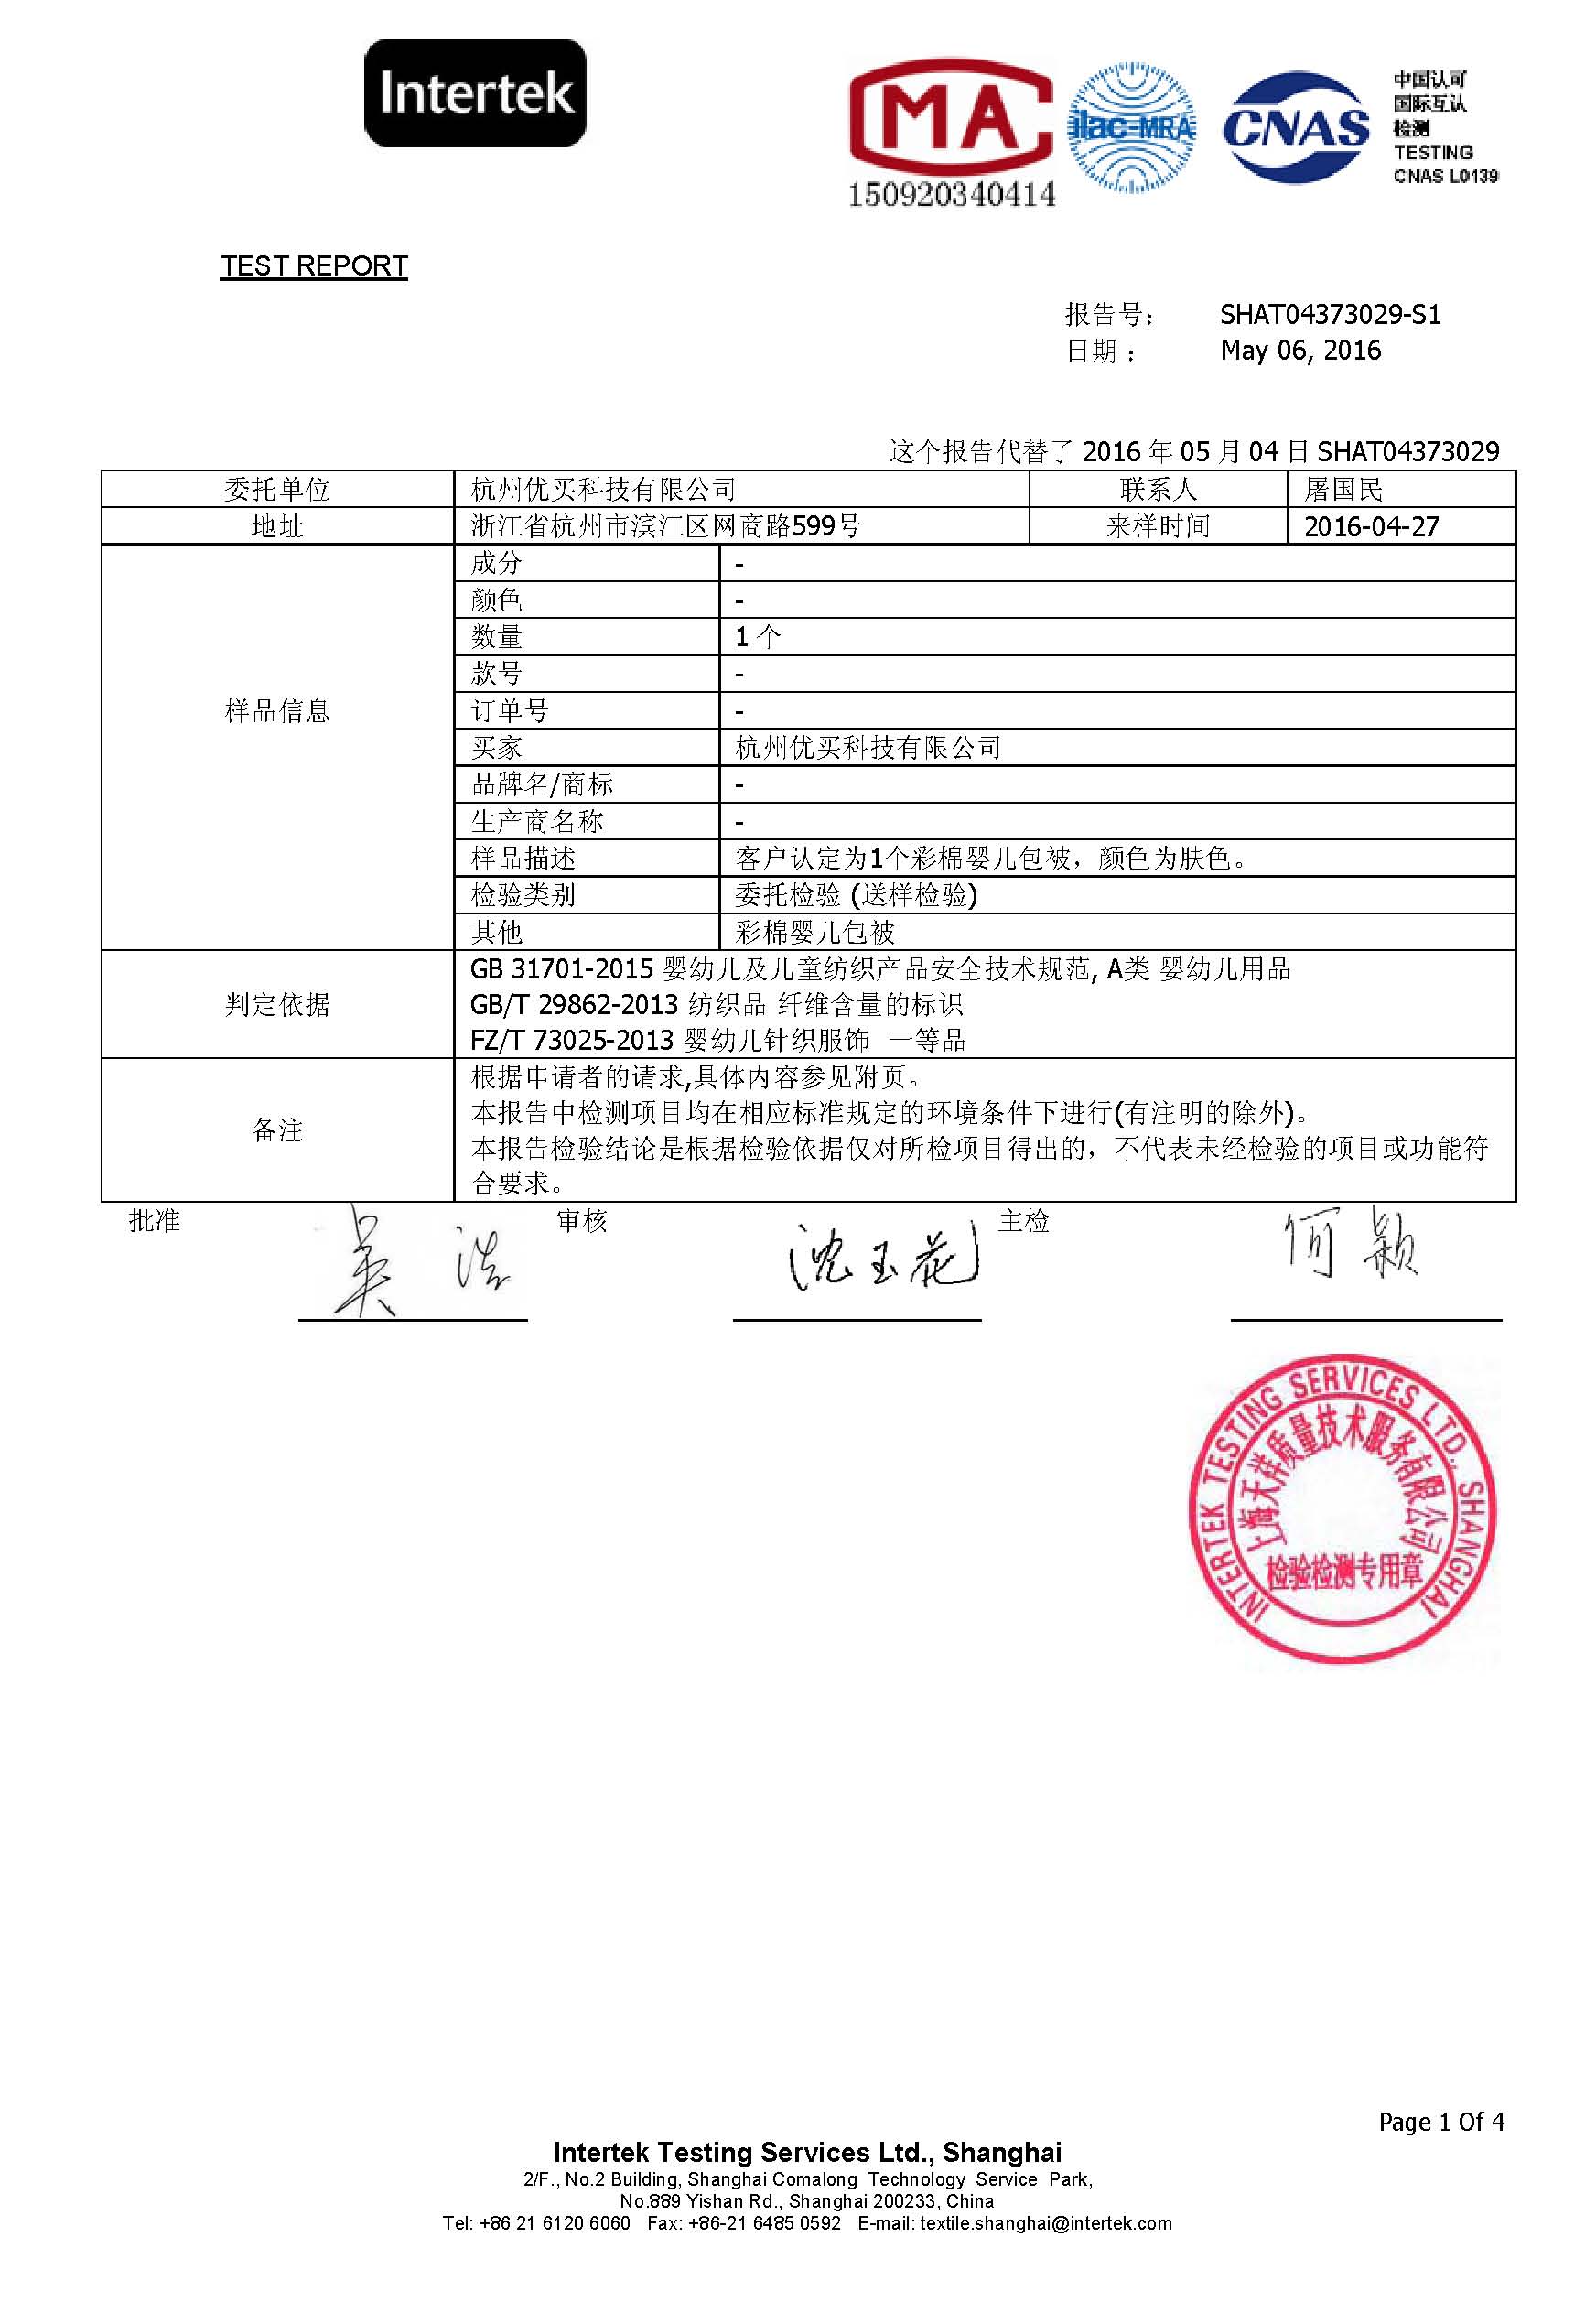 Intertek
MA
150920340414
ilac-MRA
CNAS
中国认可
国际互认
检测
TESTING
CNAS L0139
TEST REPORT
报告号： SHAT04373029-S1
日期： May 06, 2016
这个报告代替了 2016 年 05 月 04 日 SHAT04373029
委托单位 杭州优买科技有限公司 联系人 屠国民
地址 浙江省杭州市滨江区网商路599号 来样时间 2016-04-27
样品信息
成分 -
颜色 -
数量 1 个
款号 -
订单号 -
买家 杭州优买科技有限公司
品牌名/商标 -
生产商名称 -
样品描述 客户认定为1个彩棉婴儿包被，颜色为肤色。
检验类别 委托检验 (送样检验)
其他 彩棉婴儿包被
判定依据
GB 31701-2015 婴幼儿及儿童纺织产品安全技术规范, A类 婴幼儿用品
GB/T 29862-2013 纺织品 纤维含量的标识
FZ/T 73025-2013 婴幼儿针织服饰 一等品
备注
根据申请者的请求,具体内容参见附页。
本报告中检测项目均在相应标准规定的环境条件下进行(有注明的除外)。
本报告检验结论是根据检验依据仅对所检项目得出的，不代表未经检验的项目或功能符
合要求。
批准 吴浩 审核 沈玉花 主检 何颖
INTERTEK TESTING SERVICES LTD., SHANGHAI
上海天祥质量技术服务有限公司
检验检测专用章
Page 1 Of 4
Intertek Testing Services Ltd., Shanghai
2/F., No.2 Building, Shanghai Comalong Technology Service Park,
No.889 Yishan Rd., Shanghai 200233, China
Tel: +86 21 6120 6060 Fax: +86-21 6485 0592 E-mail: textile.shanghai@intertek.com